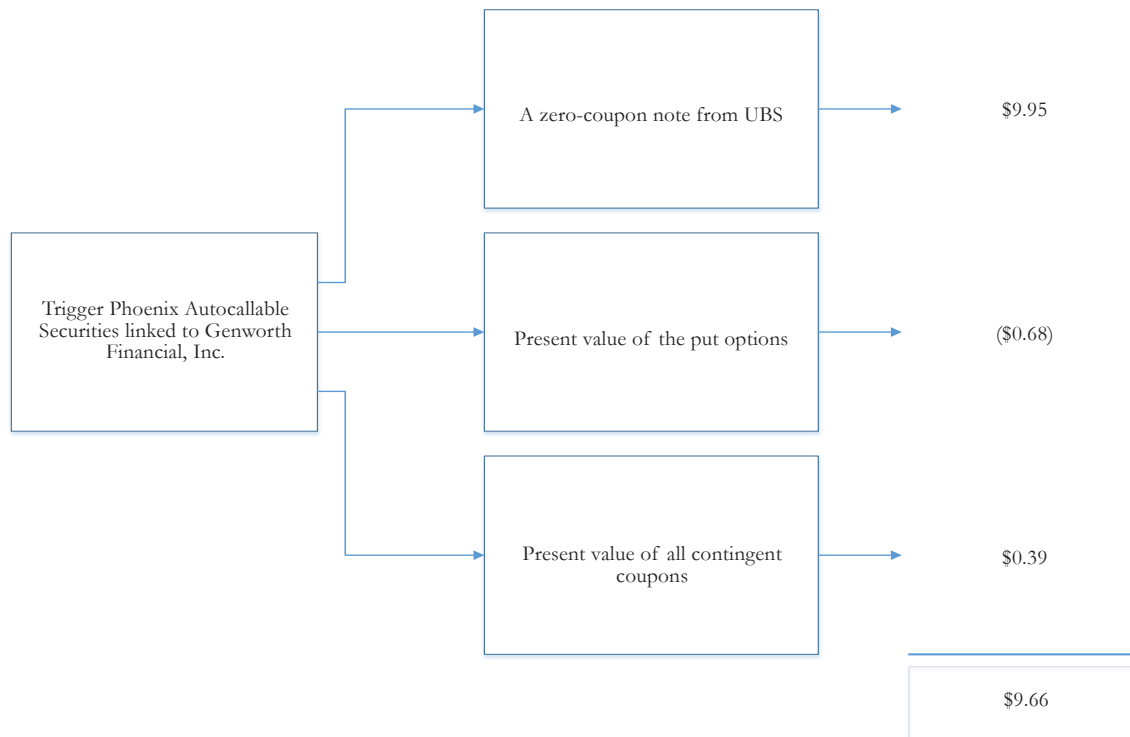 A zero-coupon note from UBS
$9.95
Trigger Phoenix Autocallable
Securities linked to Genworth
Financial, Inc.
Present value of the put options
($0.68)
Present value of all contingent
coupons
$0.39
$9.66